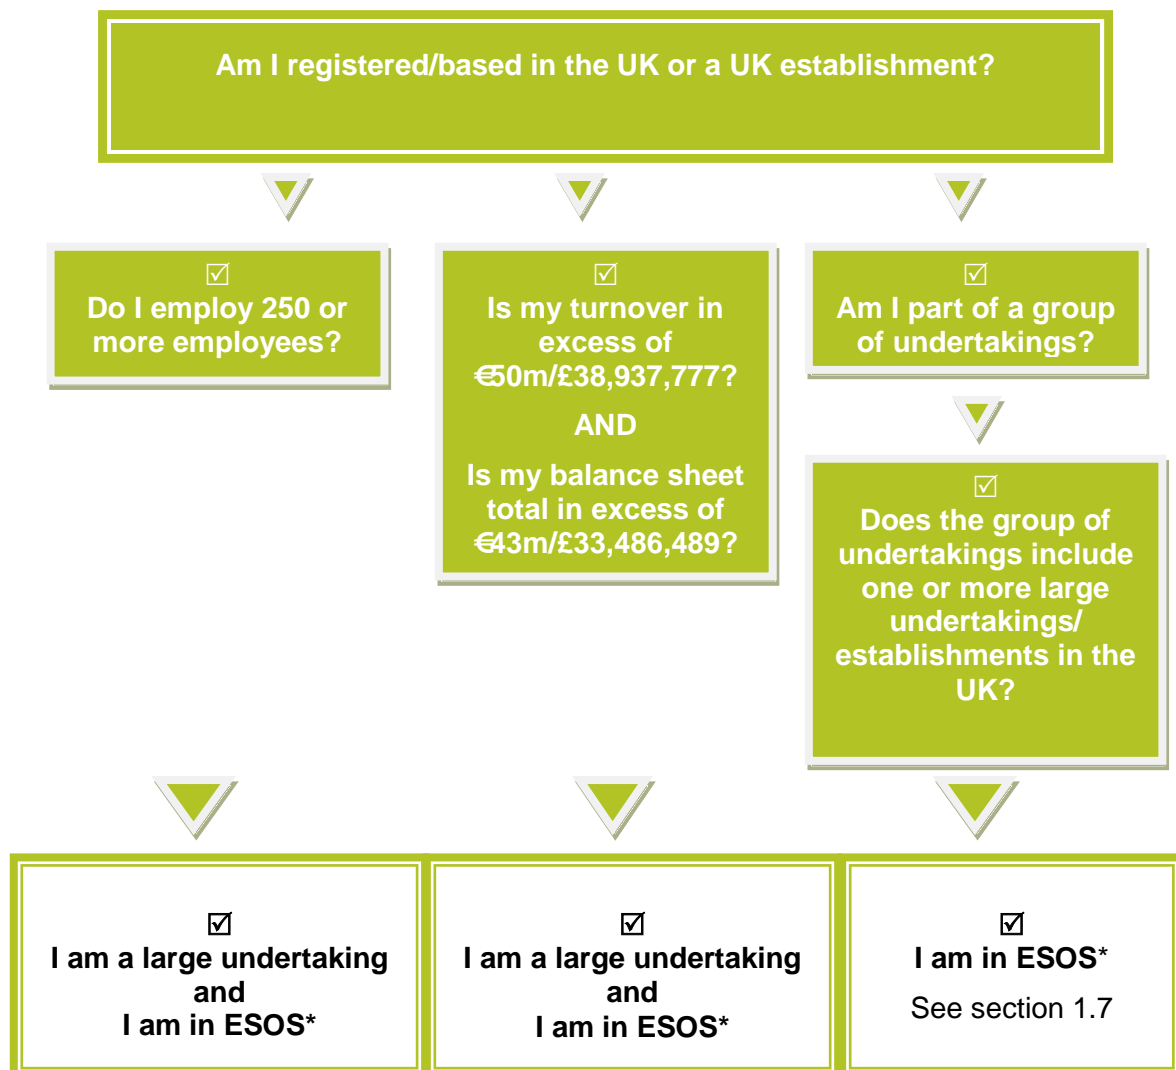 Am I registered/based in the UK or a UK establishment?
☑
Do I employ 250 or
more employees?
☑
Is my turnover in
excess of
€50m/£38,937,777?
AND
Is my balance sheet
total in excess of
€43m/£33,486,489?
☑
Am I part of a group
of undertakings?
☑
Does the group of
undertakings include
one or more large
undertakings/
establishments in the
UK?
☑
I am a large undertaking
and
I am in ESOS*
☑
I am a large undertaking
and
I am in ESOS*
☑
I am in ESOS*
See section 1.7